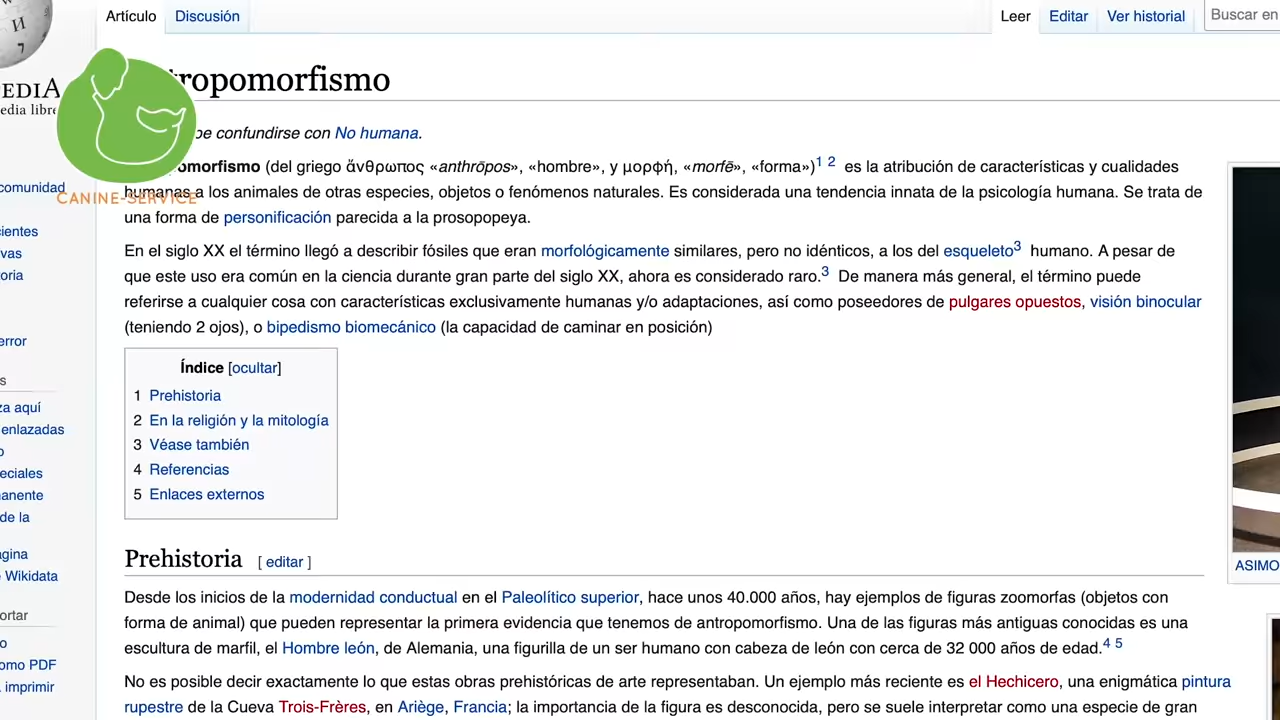 Artículo Discusión Leer Editar Ver historial Buscar en
EDIA
edia libre
tropomorfismo
be confundirse con No humana.
omorfismo (del griego ἄνθρωπος «anthrōpos», «hombre», y μορφή, «morfē», «forma»)1 2 es la atribución de características y cualidades
humanas a los animales de otras especies, objetos o fenómenos naturales. Es considerada una tendencia innata de la psicología humana. Se trata de
una forma de personificación parecida a la prosopopeya.
CANINE-SERVICE
En el siglo XX el término llegó a describir fósiles que eran morfológicamente similares, pero no idénticos, a los del esqueleto3 humano. A pesar de
que este uso era común en la ciencia durante gran parte del siglo XX, ahora es considerado raro.3 De manera más general, el término puede
referirse a cualquier cosa con características exclusivamente humanas y/o adaptaciones, así como poseedores de pulgares opuestos, visión binocular
(teniendo 2 ojos), o bipedismo biomecánico (la capacidad de caminar en posición)
Índice [ocultar]
1 Prehistoria
2 En la religión y la mitología
3 Véase también
4 Referencias
5 Enlaces externos
Prehistoria [ editar ]
Desde los inicios de la modernidad conductual en el Paleolítico superior, hace unos 40.000 años, hay ejemplos de figuras zoomorfas (objetos con
forma de animal) que pueden representar la primera evidencia que tenemos de antropomorfismo. Una de las figuras más antiguas conocidas es una
escultura de marfil, el Hombre león, de Alemania, una figurilla de un ser humano con cabeza de león con cerca de 32 000 años de edad.4 5
No es posible decir exactamente lo que estas obras prehistóricas de arte representaban. Un ejemplo más reciente es el Hechicero, una enigmática pintura
rupestre de la Cueva Trois-Frères, en Ariège, Francia; la importancia de la figura es desconocida, pero se suele interpretar como una especie de gran
comunidad
cientes
vas
oria
error
s
za aquí
enlazadas
o
eciales
nanente
de la
ágina
Wikidata
ortar
o
omo PDF
imprimir
ASIMO